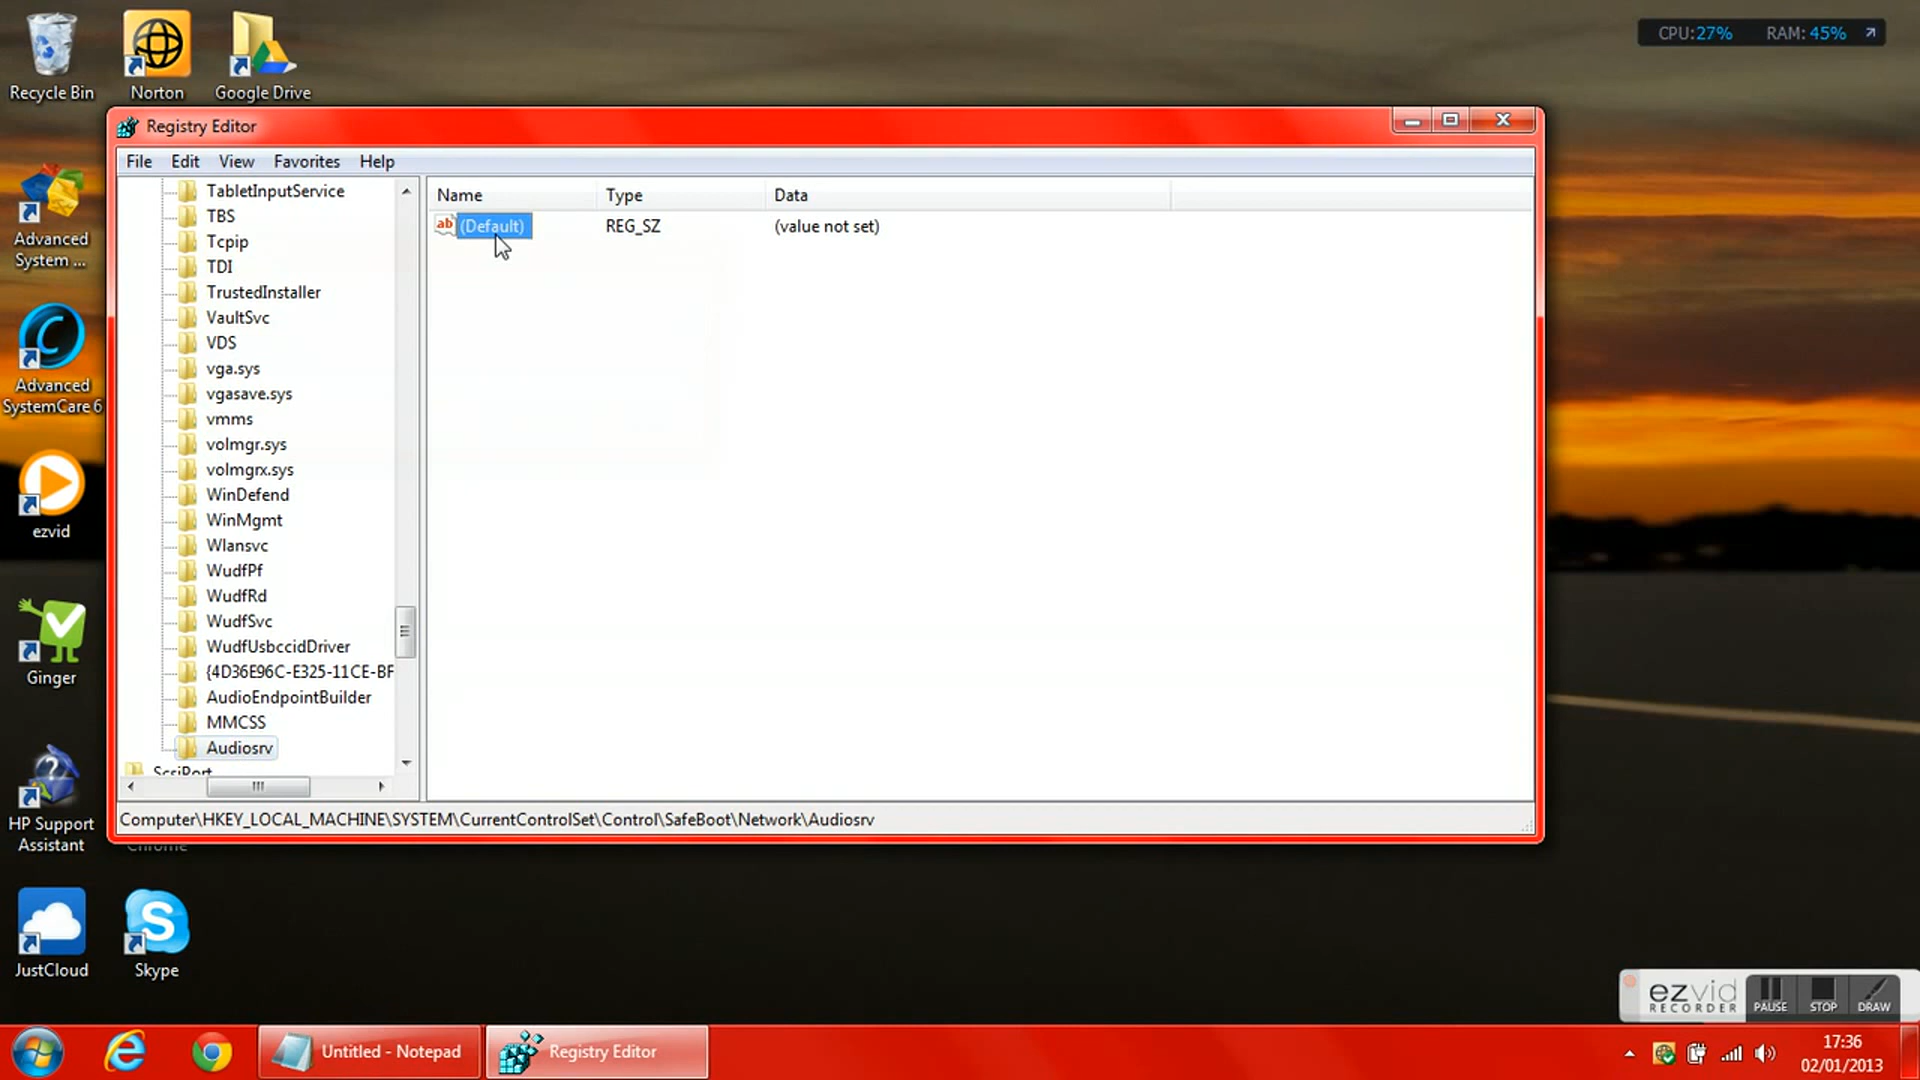 Recycle Bin
Norton
Google Drive
CPU:27% RAM: 45%
Registry Editor
File Edit View Favorites Help
TabletInputService
TBS
Tcpip
TDI
TrustedInstaller
VaultSvc
VDS
vga.sys
vgasave.sys
vmms
volmgr.sys
volmgrx.sys
WinDefend
WinMgmt
Wlansvc
WudfPf
WudfRd
WudfSvc
WudfUsbccidDriver
{4D36E96C-E325-11CE-BF
AudioEndpointBuilder
MMCSS
Audiosrv
ScsiPort
Name Type Data
ab (Default) REG_SZ (value not set)
Computer\HKEY_LOCAL_MACHINE\SYSTEM\CurrentControlSet\Control\SafeBoot\Network\Audiosrv
Advanced
System ...
Advanced
SystemCare 6
ezvid
Ginger
HP Support
Assistant
Chrome
JustCloud
Skype
ezvid
RECORDER
PAUSE STOP DRAW
Untitled - Notepad
Registry Editor
17:36
02/01/2013